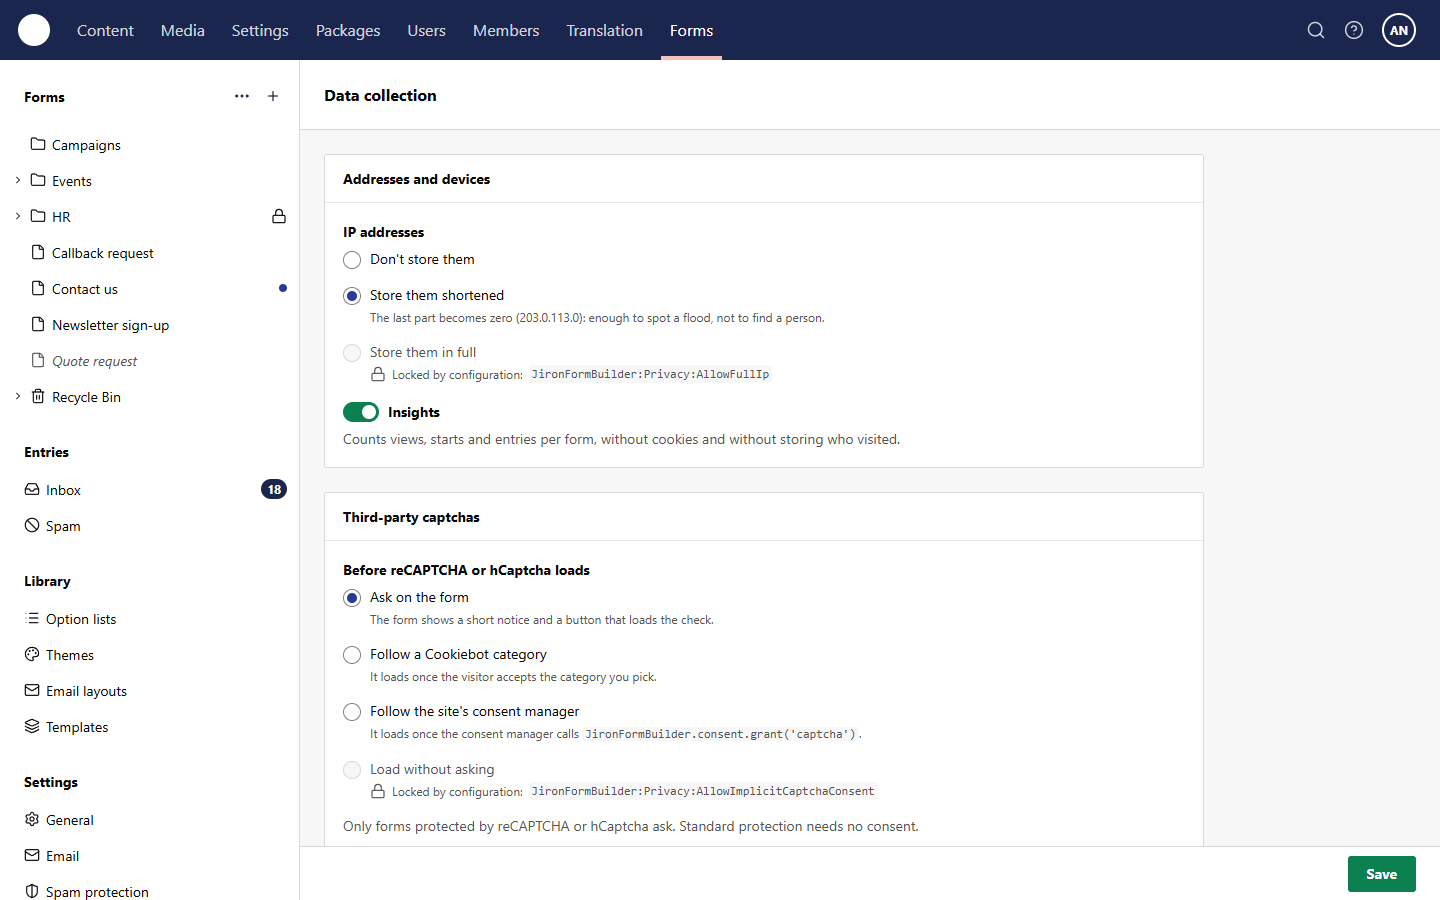 Content Media Settings Packages Users Members Translation Forms AN
Forms
Campaigns
Events
HR
Callback request
Contact us
Newsletter sign-up
Quote request
Recycle Bin
Entries
Inbox 18
Spam
Library
Option lists
Themes
Email layouts
Templates
Settings
General
Email
Spam protection
Data collection
Addresses and devices
IP addresses
Don't store them
Store them shortened
The last part becomes zero (203.0.113.0): enough to spot a flood, not to find a person.
Store them in full
Locked by configuration: JironFormBuilder:Privacy:AllowFullIp
Insights
Counts views, starts and entries per form, without cookies and without storing who visited.
Third-party captchas
Before reCAPTCHA or hCaptcha loads
Ask on the form
The form shows a short notice and a button that loads the check.
Follow a Cookiebot category
It loads once the visitor accepts the category you pick.
Follow the site's consent manager
It loads once the consent manager calls JironFormBuilder.consent.grant('captcha').
Load without asking
Locked by configuration: JironFormBuilder:Privacy:AllowImplicitCaptchaConsent
Only forms protected by reCAPTCHA or hCaptcha ask. Standard protection needs no consent.
Save